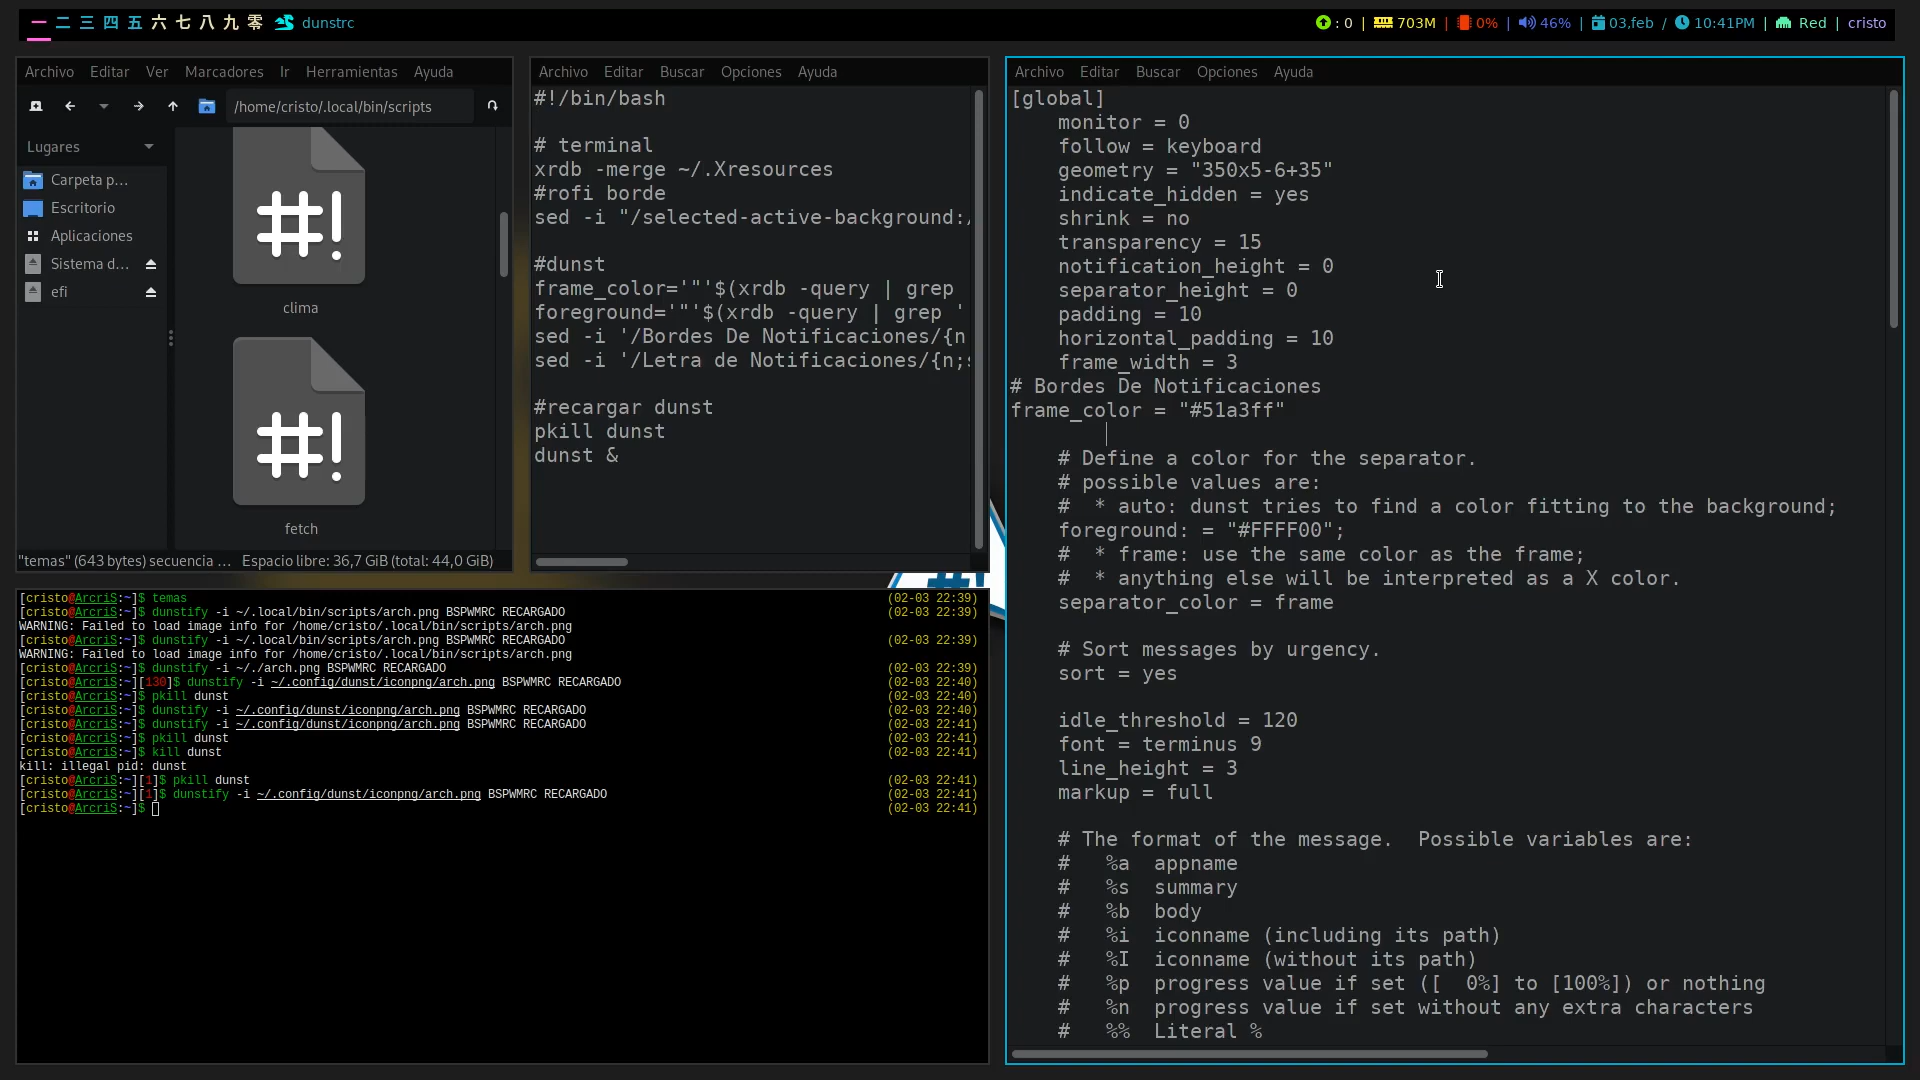 一 二 三 四 五 六 七 八 九 零 dunstrc
: 0 | 703M | 0% | 46% | 03,feb / 10:41PM | Red | cristo
Archivo Editar Ver Marcadores Ir Herramientas Ayuda
/home/cristo/.local/bin/scripts
Lugares
Carpeta p...
Escritorio
Aplicaciones
Sistema d...
efi
#!
clima
#!
fetch
"temas" (643 bytes) secuencia ... Espacio libre: 36,7 GiB (total: 44,0 GiB)
Archivo Editar Buscar Opciones Ayuda
#!/bin/bash
# terminal
xrdb -merge ~/.Xresources
#rofi borde
sed -i "/selected-active-background:/
#dunst
frame_color='"'$(xrdb -query | grep
foreground='"'$(xrdb -query | grep '
sed -i '/Bordes De Notificaciones/{n
sed -i '/Letra de Notificaciones/{n;s
#recargar dunst
pkill dunst
dunst &
#!
[cristo@ArcriS:~]$ temas (02-03 22:39)
[cristo@ArcriS:~]$ dunstify -i ~/.local/bin/scripts/arch.png BSPWMRC RECARGADO (02-03 22:39)
WARNING: Failed to load image info for /home/cristo/.local/bin/scripts/arch.png
[cristo@ArcriS:~]$ dunstify -i ~/.local/bin/scripts/arch.png BSPWMRC RECARGADO (02-03 22:39)
WARNING: Failed to load image info for /home/cristo/.local/bin/scripts/arch.png
[cristo@ArcriS:~]$ dunstify -i ~/./arch.png BSPWMRC RECARGADO (02-03 22:39)
[cristo@ArcriS:~][130]$ dunstify -i ~/.config/dunst/iconpng/arch.png BSPWMRC RECARGADO (02-03 22:40)
[cristo@ArcriS:~]$ pkill dunst (02-03 22:40)
[cristo@ArcriS:~]$ dunstify -i ~/.config/dunst/iconpng/arch.png BSPWMRC RECARGADO (02-03 22:40)
[cristo@ArcriS:~]$ dunstify -i ~/.config/dunst/iconpng/arch.png BSPWMRC RECARGADO (02-03 22:41)
[cristo@ArcriS:~]$ pkill dunst (02-03 22:41)
[cristo@ArcriS:~]$ kill dunst (02-03 22:41)
kill: illegal pid: dunst
[cristo@ArcriS:~][1]$ pkill dunst (02-03 22:41)
[cristo@ArcriS:~][1]$ dunstify -i ~/.config/dunst/iconpng/arch.png BSPWMRC RECARGADO (02-03 22:41)
[cristo@ArcriS:~]$ (02-03 22:41)
Archivo Editar Buscar Opciones Ayuda
[global]
monitor = 0
follow = keyboard
geometry = "350x5-6+35"
indicate_hidden = yes
shrink = no
transparency = 15
notification_height = 0
separator_height = 0
padding = 10
horizontal_padding = 10
frame_width = 3
# Bordes De Notificaciones
frame_color = "#51a3ff"
# Define a color for the separator.
# possible values are:
#  * auto: dunst tries to find a color fitting to the background;
foreground: = "#FFFF00";
#  * frame: use the same color as the frame;
#  * anything else will be interpreted as a X color.
separator_color = frame
# Sort messages by urgency.
sort = yes
idle_threshold = 120
font = terminus 9
line_height = 3
markup = full
# The format of the message.  Possible variables are:
#   %a  appname
#   %s  summary
#   %b  body
#   %i  iconname (including its path)
#   %I  iconname (without its path)
#   %p  progress value if set ([  0%] to [100%]) or nothing
#   %n  progress value if set without any extra characters
#   %%  Literal %